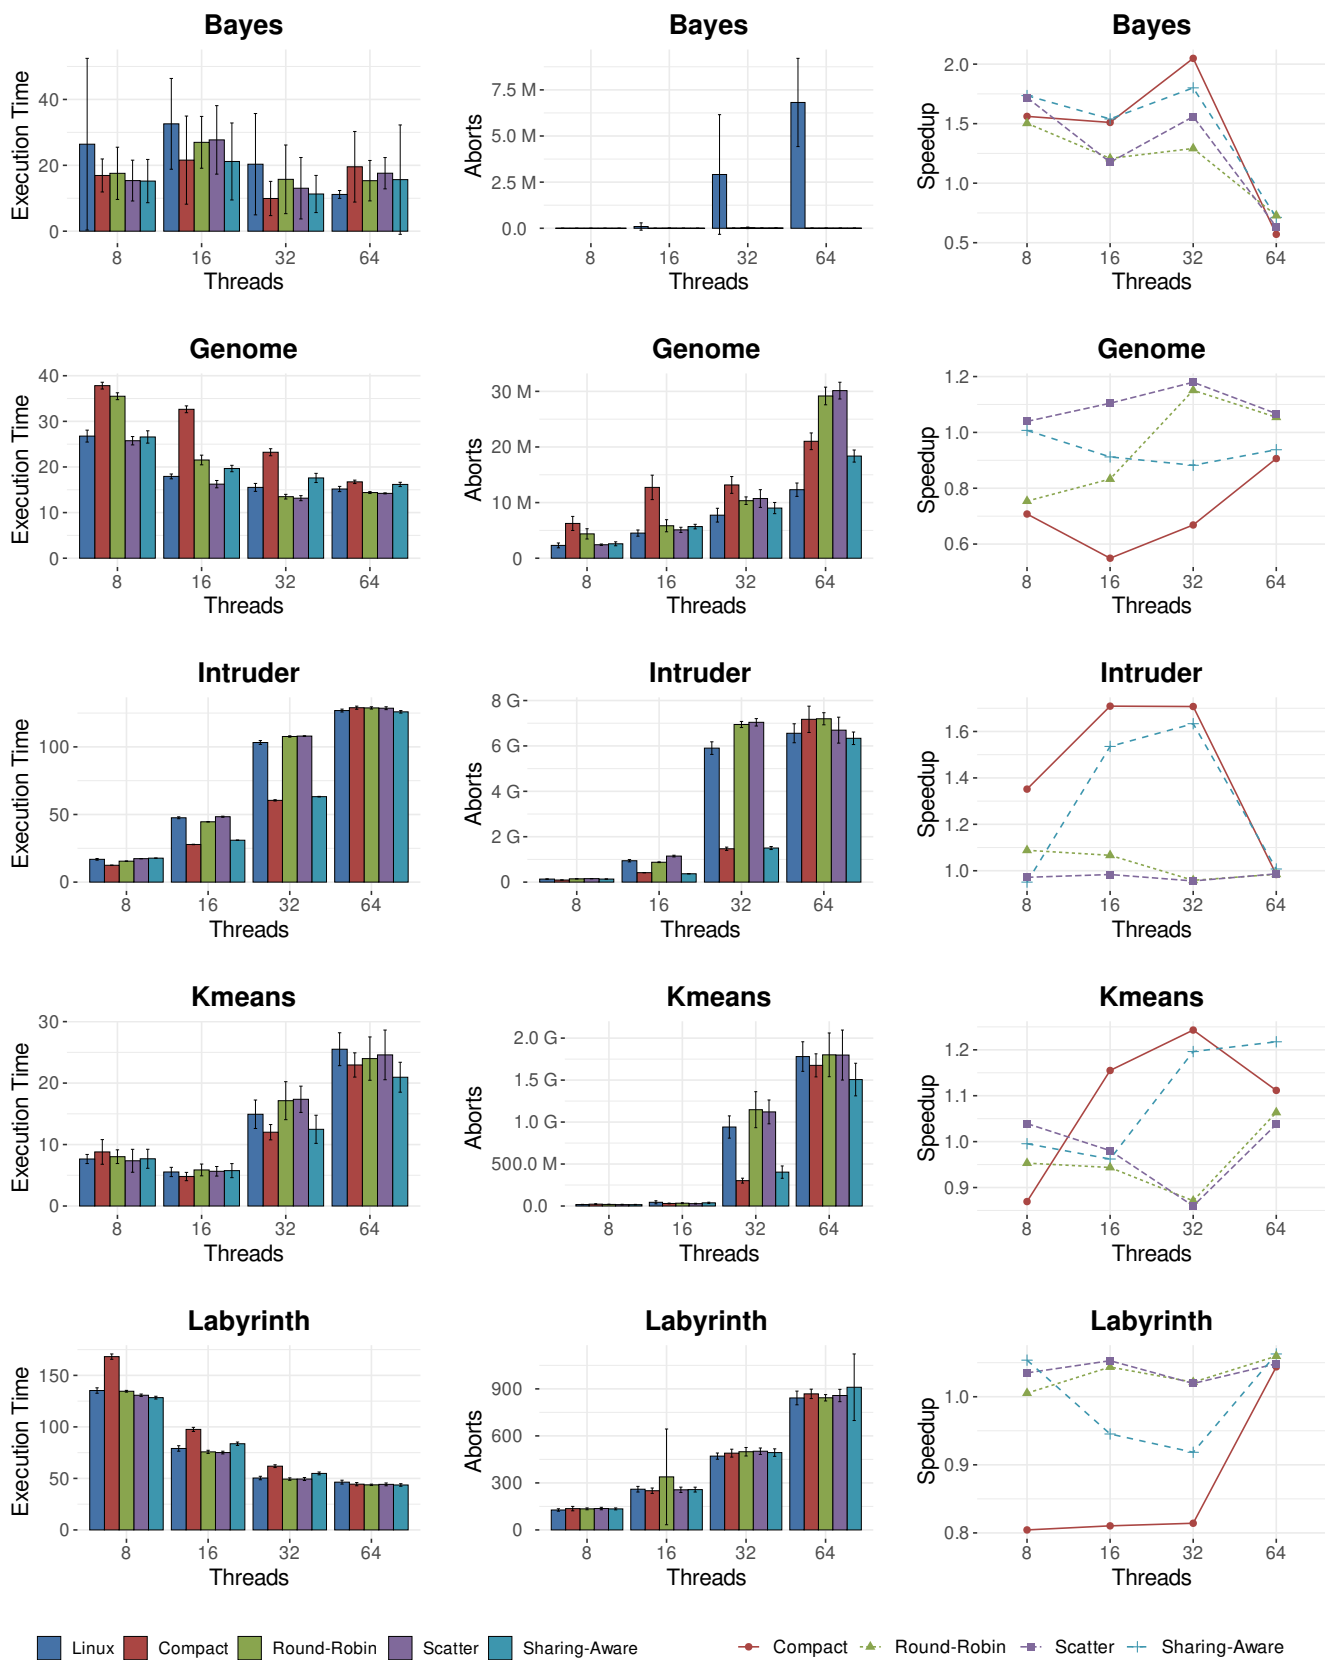 Bayes
Bayes
Bayes
Execution Time
40
20
0
8 16 32 64
Threads
Aborts
7.5 M
5.0 M
2.5 M
0.0
8 16 32 64
Threads
Speedup
2.0
1.5
1.0
0.5
8 16 32 64
Threads
Genome
Genome
Genome
Execution Time
40
30
20
10
0
8 16 32 64
Threads
Aborts
30 M
20 M
10 M
0
8 16 32 64
Threads
Speedup
1.2
1.0
0.8
0.6
8 16 32 64
Threads
Intruder
Intruder
Intruder
Execution Time
100
50
0
8 16 32 64
Threads
Aborts
8 G
6 G
4 G
2 G
0
8 16 32 64
Threads
Speedup
1.6
1.4
1.2
1.0
8 16 32 64
Threads
Kmeans
Kmeans
Kmeans
Execution Time
30
20
10
0
8 16 32 64
Threads
Aborts
2.0 G
1.5 G
1.0 G
500.0 M
0.0
8 16 32 64
Threads
Speedup
1.2
1.1
1.0
0.9
8 16 32 64
Threads
Labyrinth
Labyrinth
Labyrinth
Execution Time
150
100
50
0
8 16 32 64
Threads
Aborts
900
600
300
0
8 16 32 64
Threads
Speedup
1.0
0.9
0.8
8 16 32 64
Threads
Linux Compact Round-Robin Scatter Sharing-Aware
Compact Round-Robin Scatter Sharing-Aware